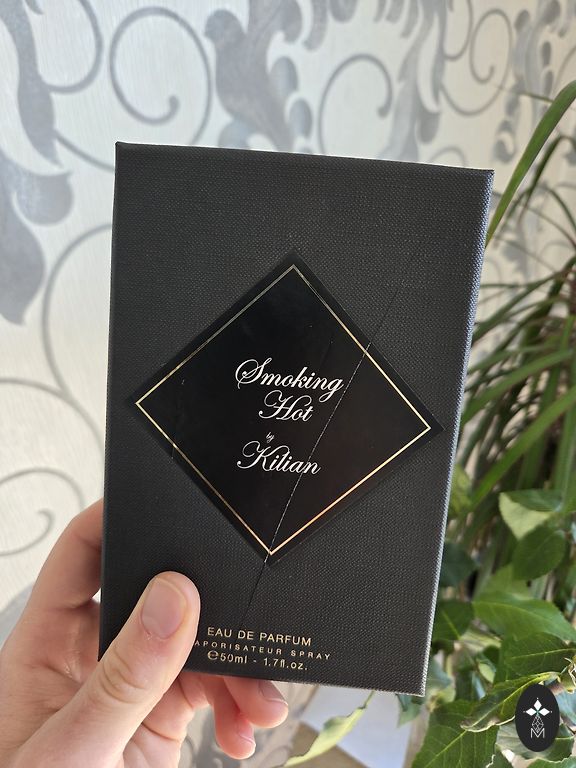 Smoking
Hot
by
Kilian
EAU DE PARFUM
VAPORISATEUR SPRAY
℮50ml - 1.7fl.oz.
M